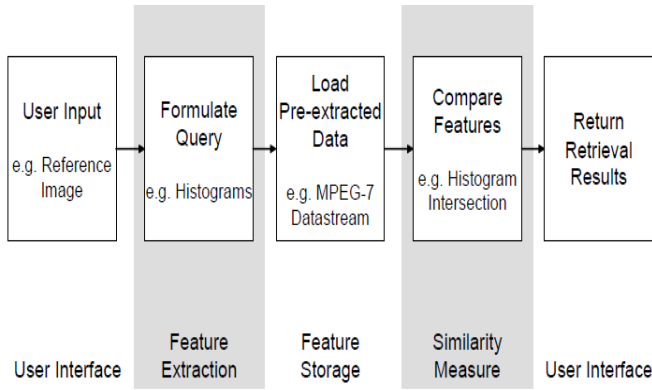 User Input
e.g. Reference
Image
Formulate
Query
e.g. Histograms
Load
Pre-extracted
Data
e.g. MPEG-7
Datastream
Compare
Features
e.g. Histogram
Intersection
Return
Retrieval
Results
User Interface
Feature
Extraction
Feature
Storage
Similarity
Measure
User Interface